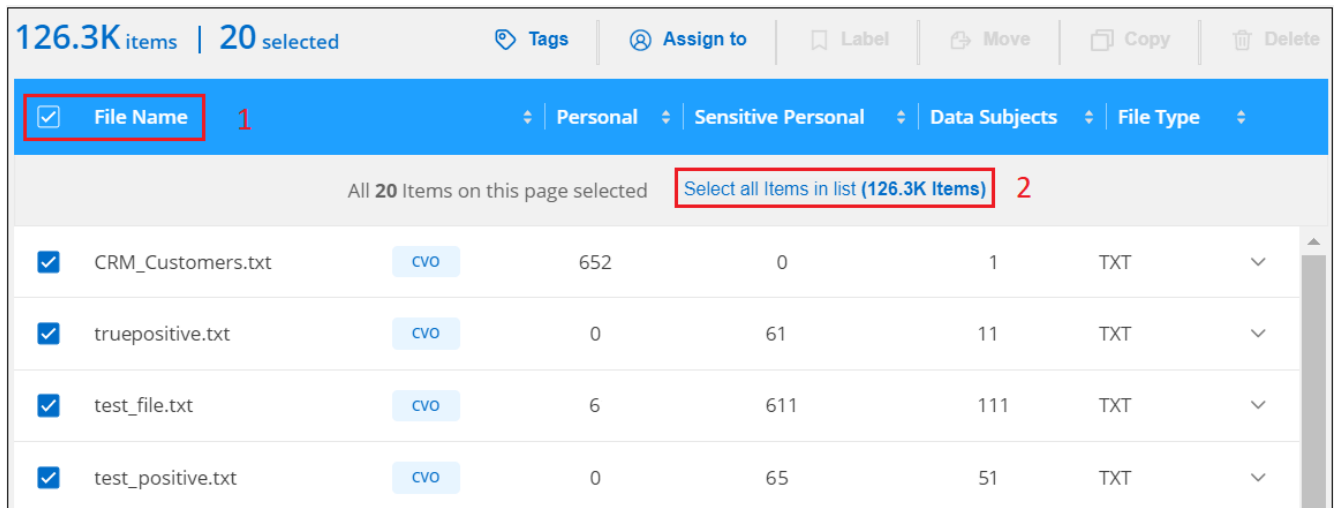 126.3K items | 20 selected Tags Assign to Label Move Copy Delete
File Name 1 Personal Sensitive Personal Data Subjects File Type
All 20 Items on this page selected Select all Items in list (126.3K Items) 2
CRM_Customers.txt CVO 652 0 1 TXT
truepositive.txt CVO 0 61 11 TXT
test_file.txt CVO 6 611 111 TXT
test_positive.txt CVO 0 65 51 TXT